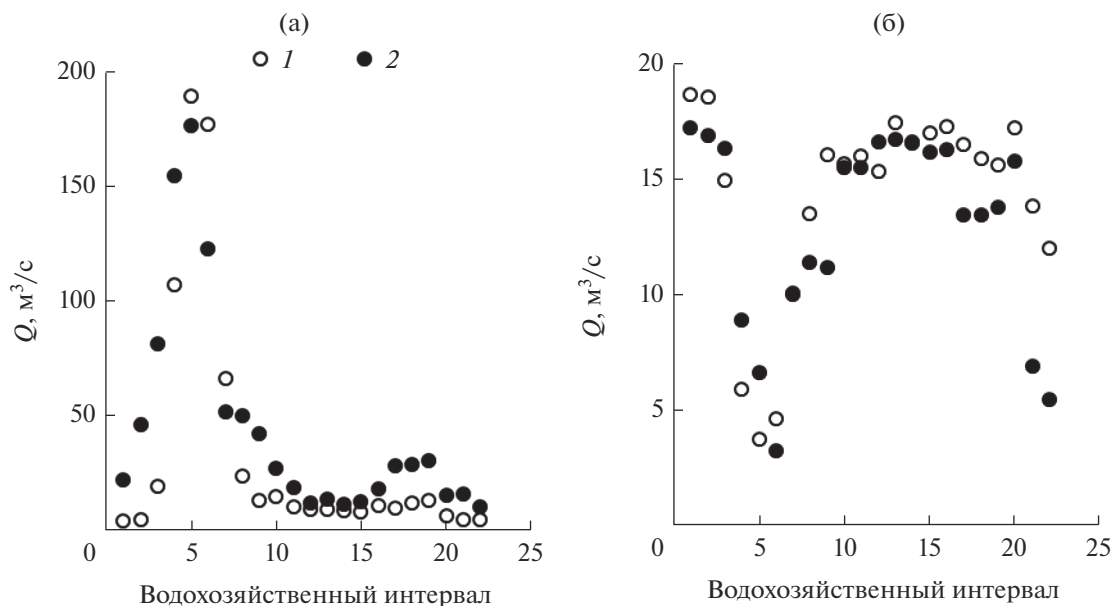 (а)
1 2
200
150
100
50
0 5 10 15 20 25
Q, м³/с
Водохозяйственный интервал
(б)
20
15
10
5
0 5 10 15 20 25
Q, м³/с
Водохозяйственный интервал